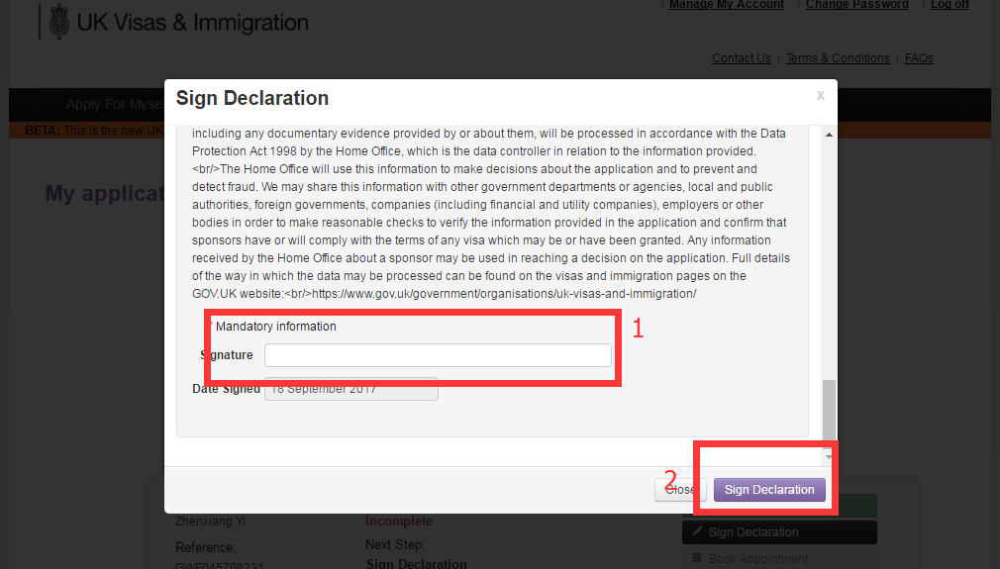 UK Visas & Immigration
Manage My Account
Change Password
Log off
Contact Us | Terms & Conditions | FAQs
Apply For Myse
BETA: This is the new UK
My applicat
Sign Declaration
x
including any documentary evidence provided by or about them, will be processed in accordance with the Data
Protection Act 1998 by the Home Office, which is the data controller in relation to the information provided.
<br/>The Home Office will use this information to make decisions about the application and to prevent and
detect fraud. We may share this information with other government departments or agencies, local and public
authorities, foreign governments, companies (including financial and utility companies), employers or other
bodies in order to make reasonable checks to verify the information provided in the application and confirm that
sponsors have or will comply with the terms of any visa which may be or have been granted. Any information
received by the Home Office about a sponsor may be used in reaching a decision on the application. Full details
of the way in which the data may be processed can be found on the visas and immigration pages on the
GOV.UK website:<br/>https://www.gov.uk/government/organisations/uk-visas-and-immigration/
* Mandatory information
1
Signature
Date Signed 18 September 2017
2
Close
Sign Declaration
Zhenxiang Yi
Incomplete
Sign Declaration
Reference:
Next Step:
GWF045708231
Sign Declaration
Book Appointment